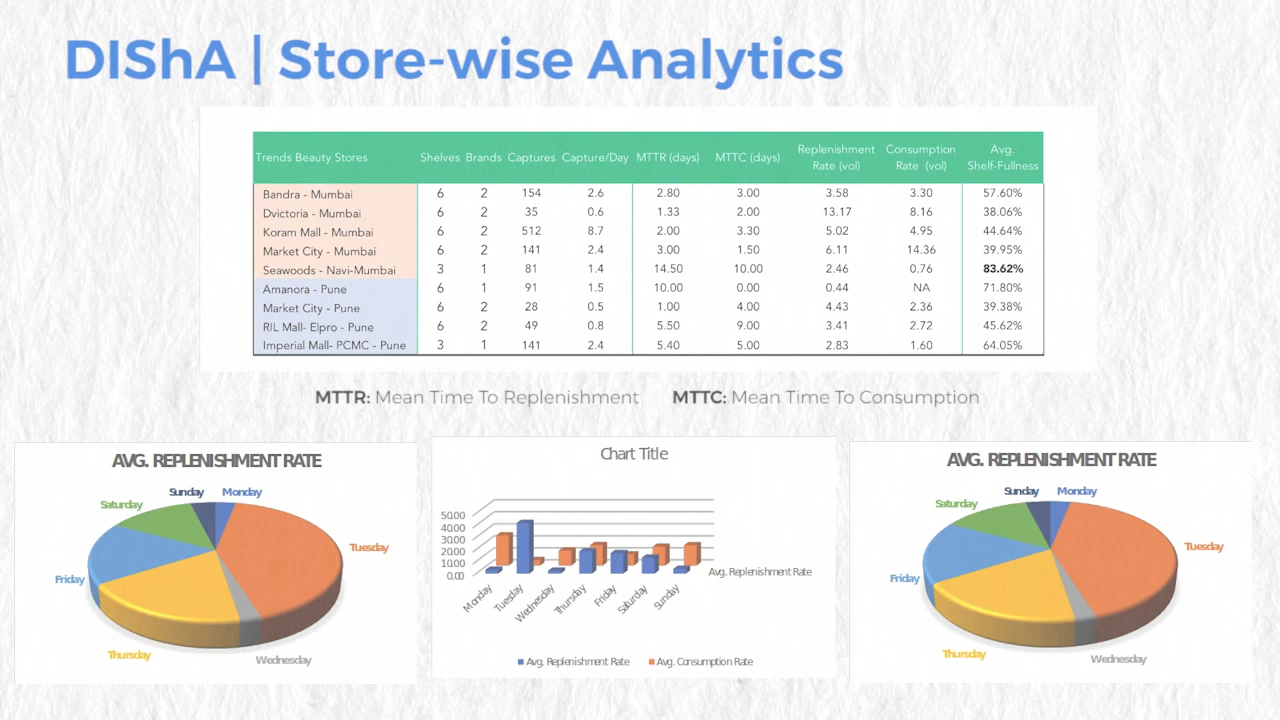 DIShA | Store-wise Analytics
Trends Beauty Stores Shelves Brands Captures Capture/Day MTTR (days) MTTC (days) Replenishment Rate (vol) Consumption Rate (vol) Avg. Shelf-Fullness
Bandra - Mumbai 6 2 154 2.6 2.80 3.00 3.58 3.30 57.60%
Dvictoria - Mumbai 6 2 35 0.6 1.33 2.00 13.17 8.16 38.06%
Koram Mall - Mumbai 6 2 512 8.7 2.00 3.30 5.02 4.95 44.64%
Market City - Mumbai 6 2 141 2.4 3.00 1.50 6.11 14.36 39.95%
Seawoods - Navi-Mumbai 3 1 81 1.4 14.50 10.00 2.46 0.76 83.62%
Amanora - Pune 6 1 91 1.5 10.00 0.00 0.44 NA 71.80%
Market City - Pune 6 2 28 0.5 1.00 4.00 4.43 2.36 39.38%
RIL Mall- Elpro - Pune 6 2 49 0.8 5.50 9.00 3.41 2.72 45.62%
Imperial Mall- PCMC - Pune 3 1 141 2.4 5.40 5.00 2.83 1.60 64.05%
MTTR: Mean Time To Replenishment MTTC: Mean Time To Consumption
AVG. REPLENISHMENT RATE
Sunday Monday
Saturday
Tuesday
Friday
Thursday
Wednesday
Chart Title
50.00
40.00
30.00
20.00
10.00
0.00
Avg. Replenishment Rate
Monday Tuesday Wednesday Thursday Friday Saturday Sunday
Avg. Replenishment Rate Avg. Consumption Rate
AVG. REPLENISHMENT RATE
Sunday Monday
Saturday
Tuesday
Friday
Thursday
Wednesday